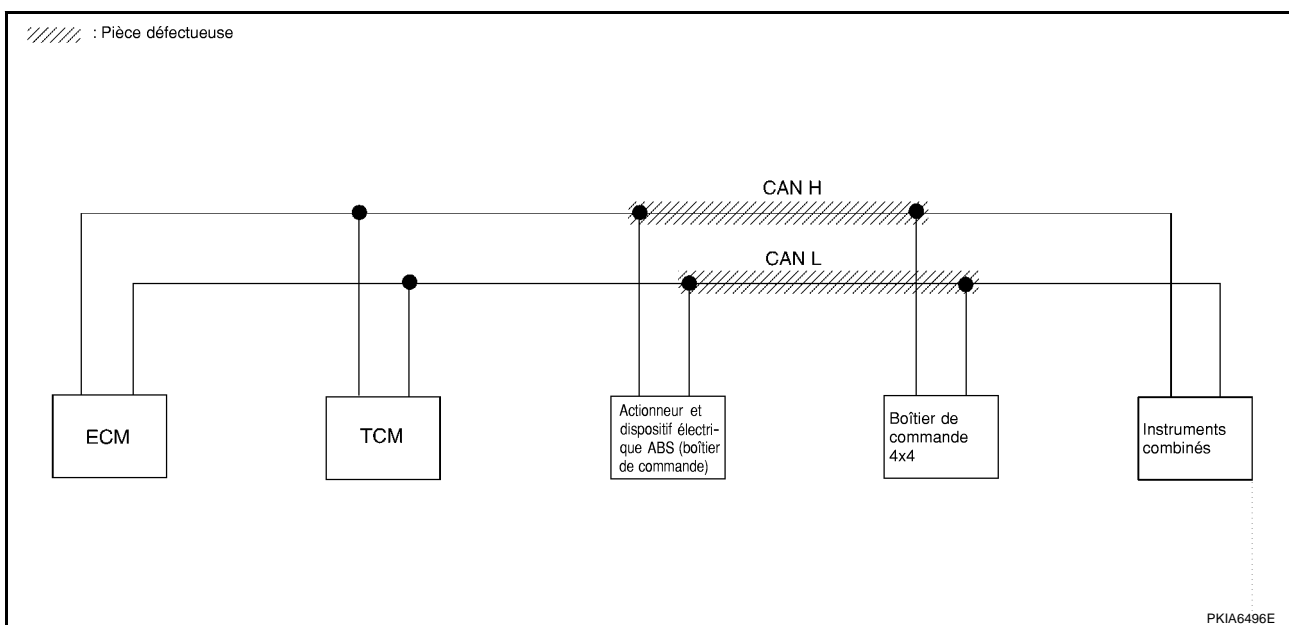 : Pièce défectueuse
CAN H
CAN L
ECM
TCM
Actionneur et
dispositif électri-
que ABS (boîtier
de commande)
Boîtier de
commande
4x4
Instruments
combinés
PKIA6496E